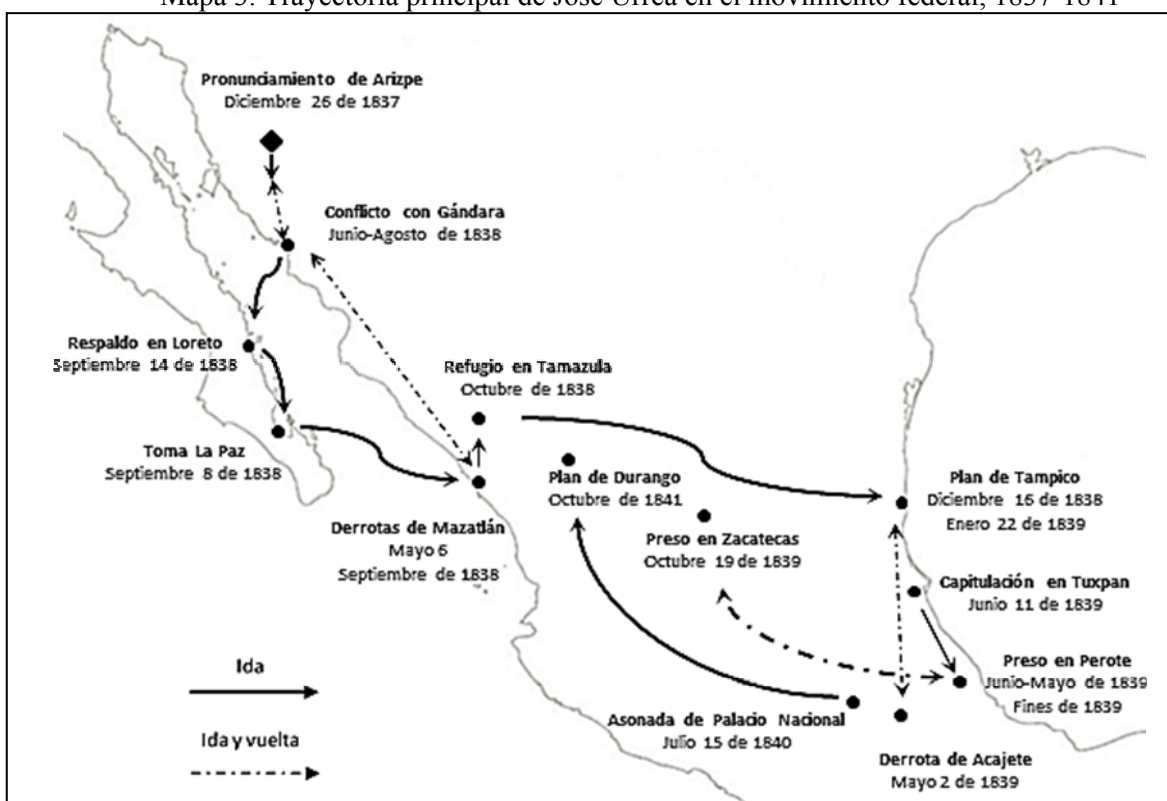 Mapa 3. Trayectoria principal de José Urrea en el movimiento federal, 1837-1841
Pronunciamiento de Arizpe
Diciembre 26 de 1837
Conflicto con Gándara
Junio-Agosto de 1838
Respaldo en Loreto
Septiembre 14 de 1838
Refugio en Tamazula
Octubre de 1838
Toma La Paz
Septiembre 8 de 1838
Plan de Durango
Octubre de 1841
Plan de Tampico
Diciembre 16 de 1838
Enero 22 de 1839
Derrotas de Mazatlán
Mayo 6
Septiembre de 1838
Preso en Zacatecas
Octubre 19 de 1839
Capitulación en Tuxpan
Junio 11 de 1839
Preso en Perote
Junio-Mayo de 1839
Fines de 1839
Ida
Asonada de Palacio Nacional
Julio 15 de 1840
Ida y vuelta
Derrota de Acajete
Mayo 2 de 1839